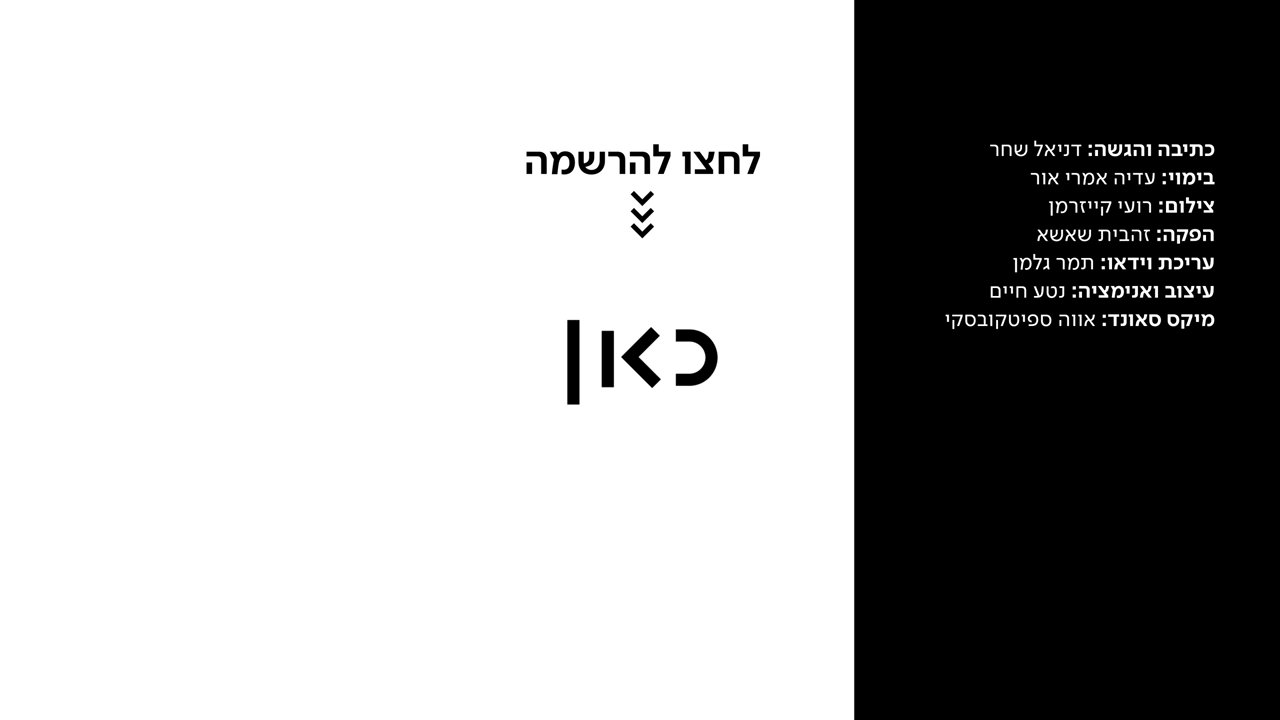 לחצו להרשמה
כאן
כתיבה והגשה: דניאל שחר
בימוי: עדיה אמרי אור
צילום: רועי קייזרמן
הפקה: זהבית שאשא
עריכת וידאו: תמר גלמן
עיצוב ואנימציה: נטע חיים
מיקס סאונד: אווה ספיטקובסקי